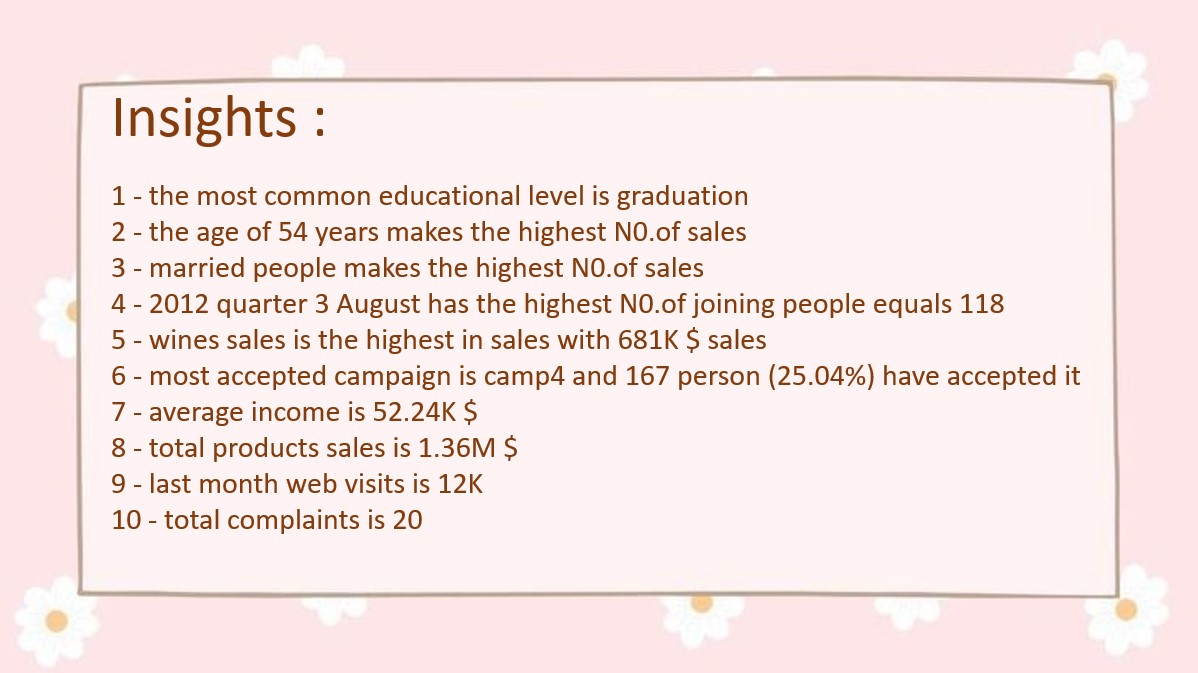 Insights :
1 - the most common educational level is graduation
2 - the age of 54 years makes the highest N0.of sales
3 - married people makes the highest N0.of sales
4 - 2012 quarter 3 August has the highest N0.of joining people equals 118
5 - wines sales is the highest in sales with 681K $ sales
6 - most accepted campaign is camp4 and 167 person (25.04%) have accepted it
7 - average income is 52.24K $
8 - total products sales is 1.36M $
9 - last month web visits is 12K
10 - total complaints is 20